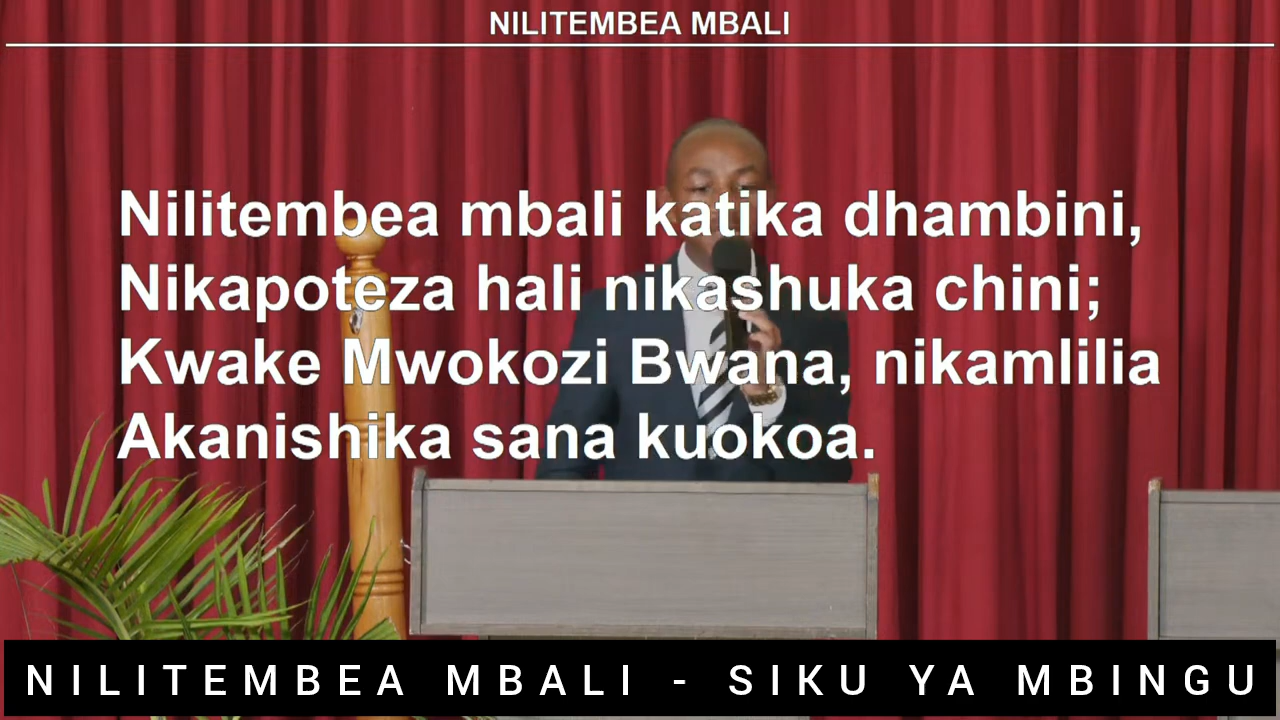 NILITEMBEA MBALI
Nilitembea mbali katika dhambini,
Nikapoteza hali nikashuka chini;
Kwake Mwokozi Bwana, nikamlilia
Akanishika sana kuokoa.
NILITEMBEA MBALI - SIKU YA MBINGU